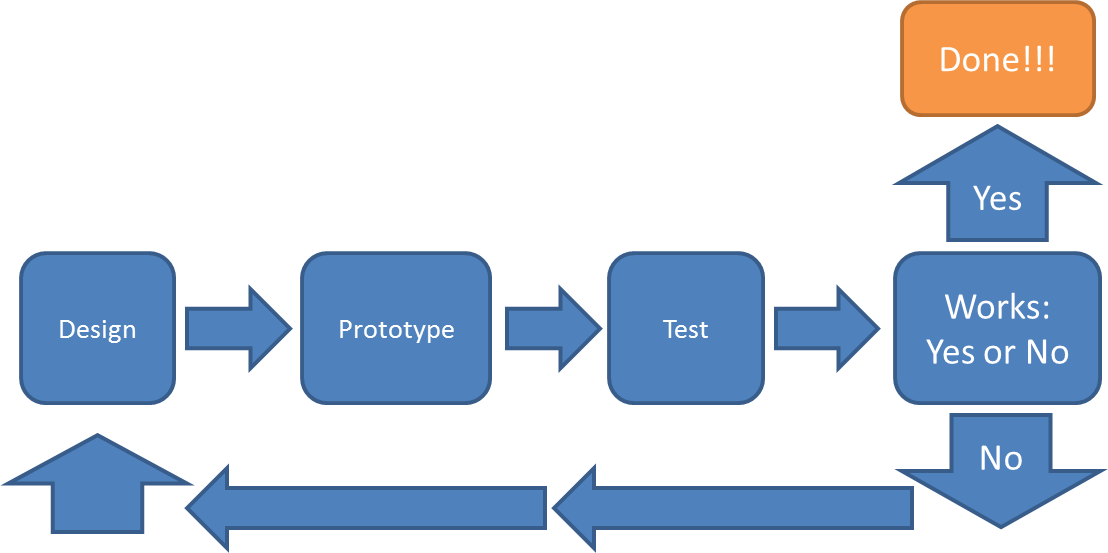 Done!!!
Yes
Design
Prototype
Test
Works:
Yes or No
No